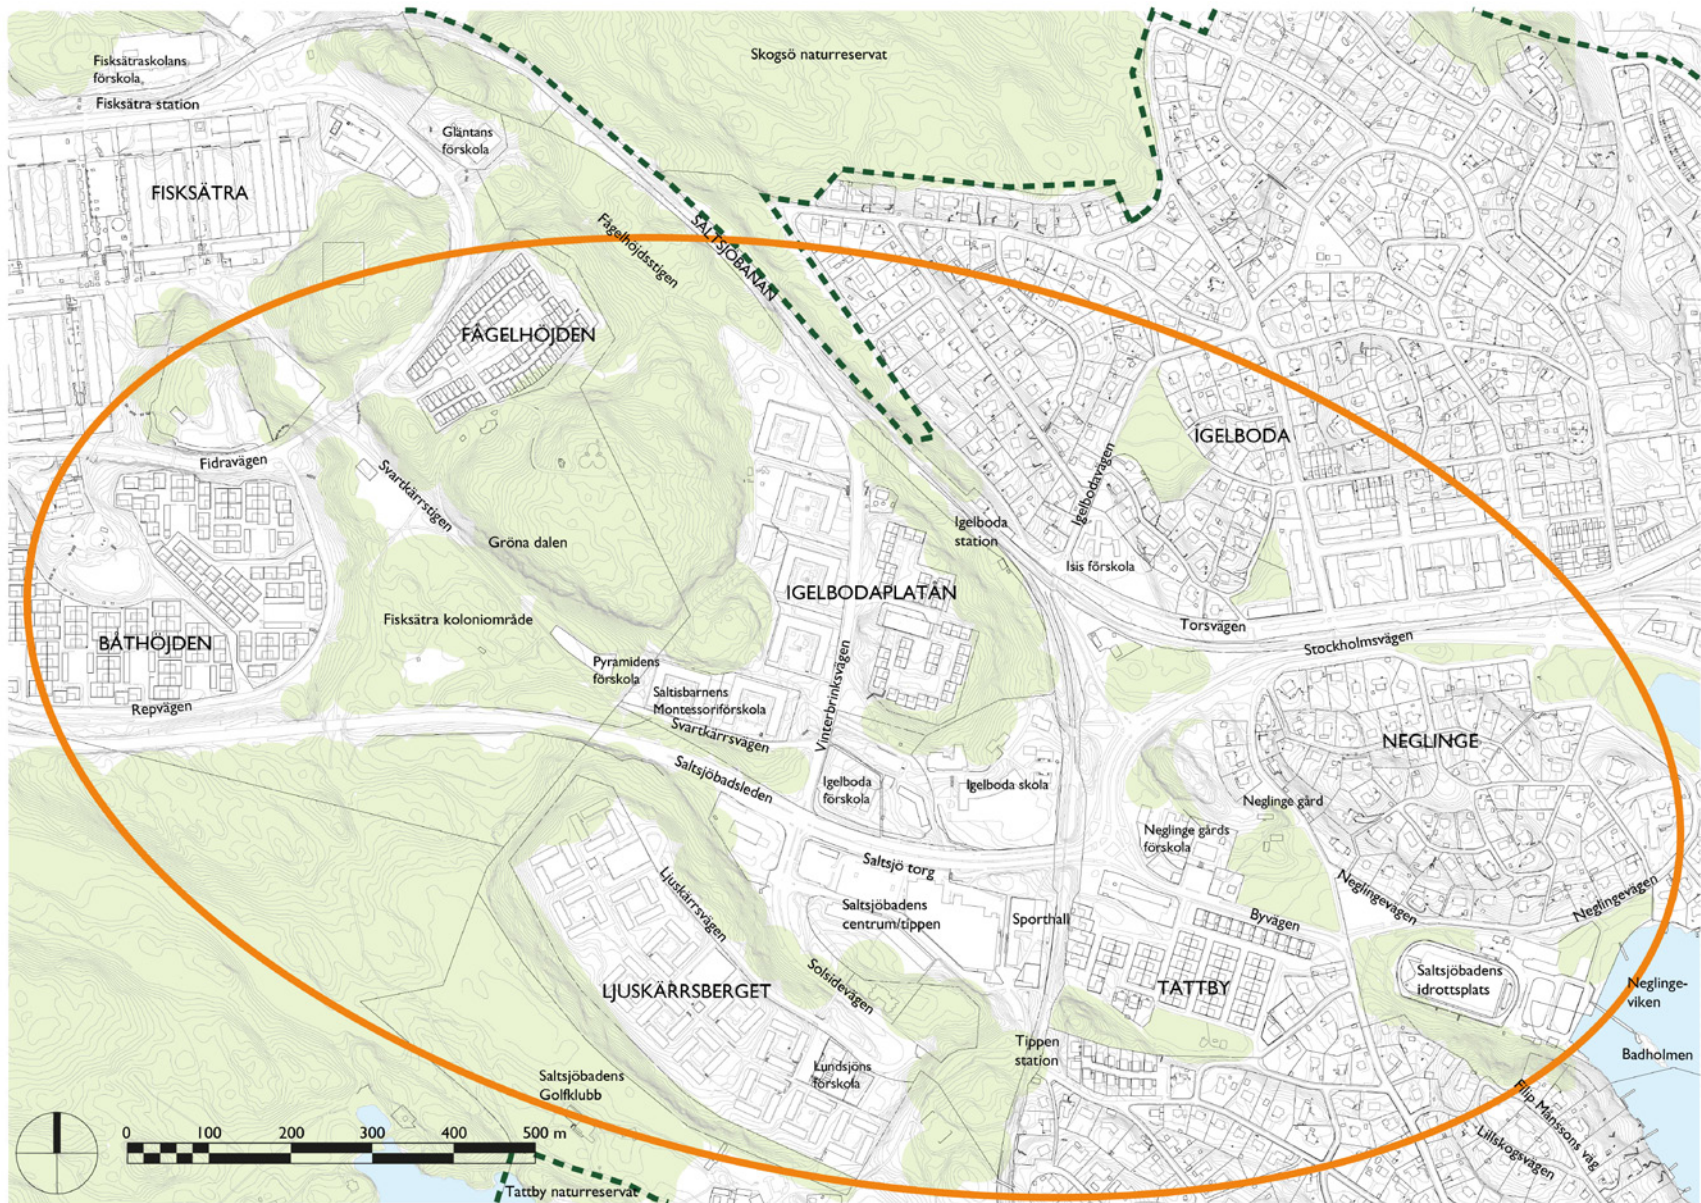 Skogsö naturreservat
Fisksätraskolans
förskola
Fisksätra station
Gläntans
förskola
FISKSÄTRA
Fågelhöjdsstigen
SALTSJÖBANAN
FÅGELHÖJDEN
IGELBODA
Igelbodavägen
Fidravägen
Svartkärrstigen
Gröna dalen
Igelboda
station
Isis förskola
IGELBODAPLATÅN
Fisksätra koloniområde
BÅTHÖJDEN
Torsvägen
Stockholmsvägen
Pyramidens
förskola
Saltisbarnens
Montessoriförskola
Repvägen
Svartkärrsvägen
Vinterbrinksvägen
NEGLINGE
Saltsjöbadsleden
Igelboda
förskola
Igelboda skola
Neglinge gård
Neglinge gårds
förskola
Saltsjö torg
Ljuskärrsvägen
Neglingevägen
Neglingevägen
Saltsjöbadens
centrum/tippen
Sporthall
Byvägen
Solsidevägen
LJUSKÄRRSBERGET
TATTBY
Saltsjöbadens
idrottsplats
Neglinge-
viken
Tippen
station
Badholmen
Lundsjöns
förskola
Saltsjöbadens
Golfklubb
Filip Månssons väg
Lillskogsvägen
0 100 200 300 400 500 m
Tattby naturreservat